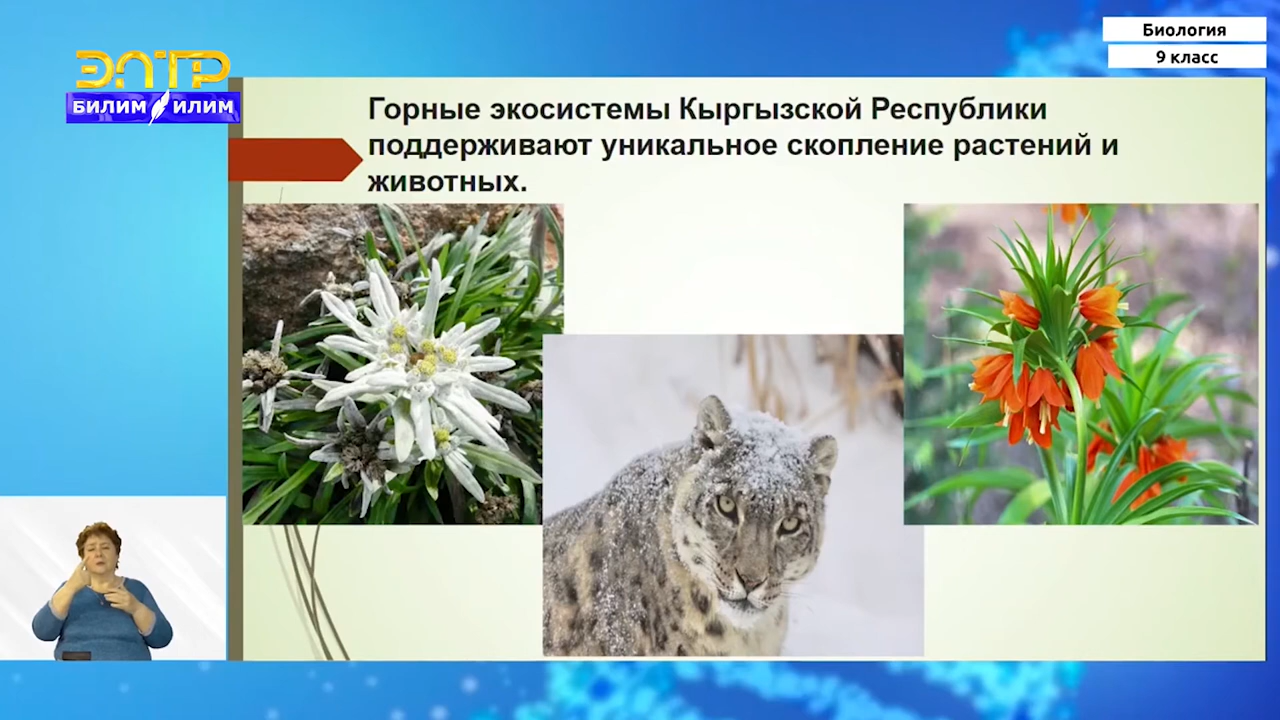 Биология
9 класс
ЭЛТР
БИЛИМ ИЛИМ
Горные экосистемы Кыргызской Республики
поддерживают уникальное скопление растений и
животных.